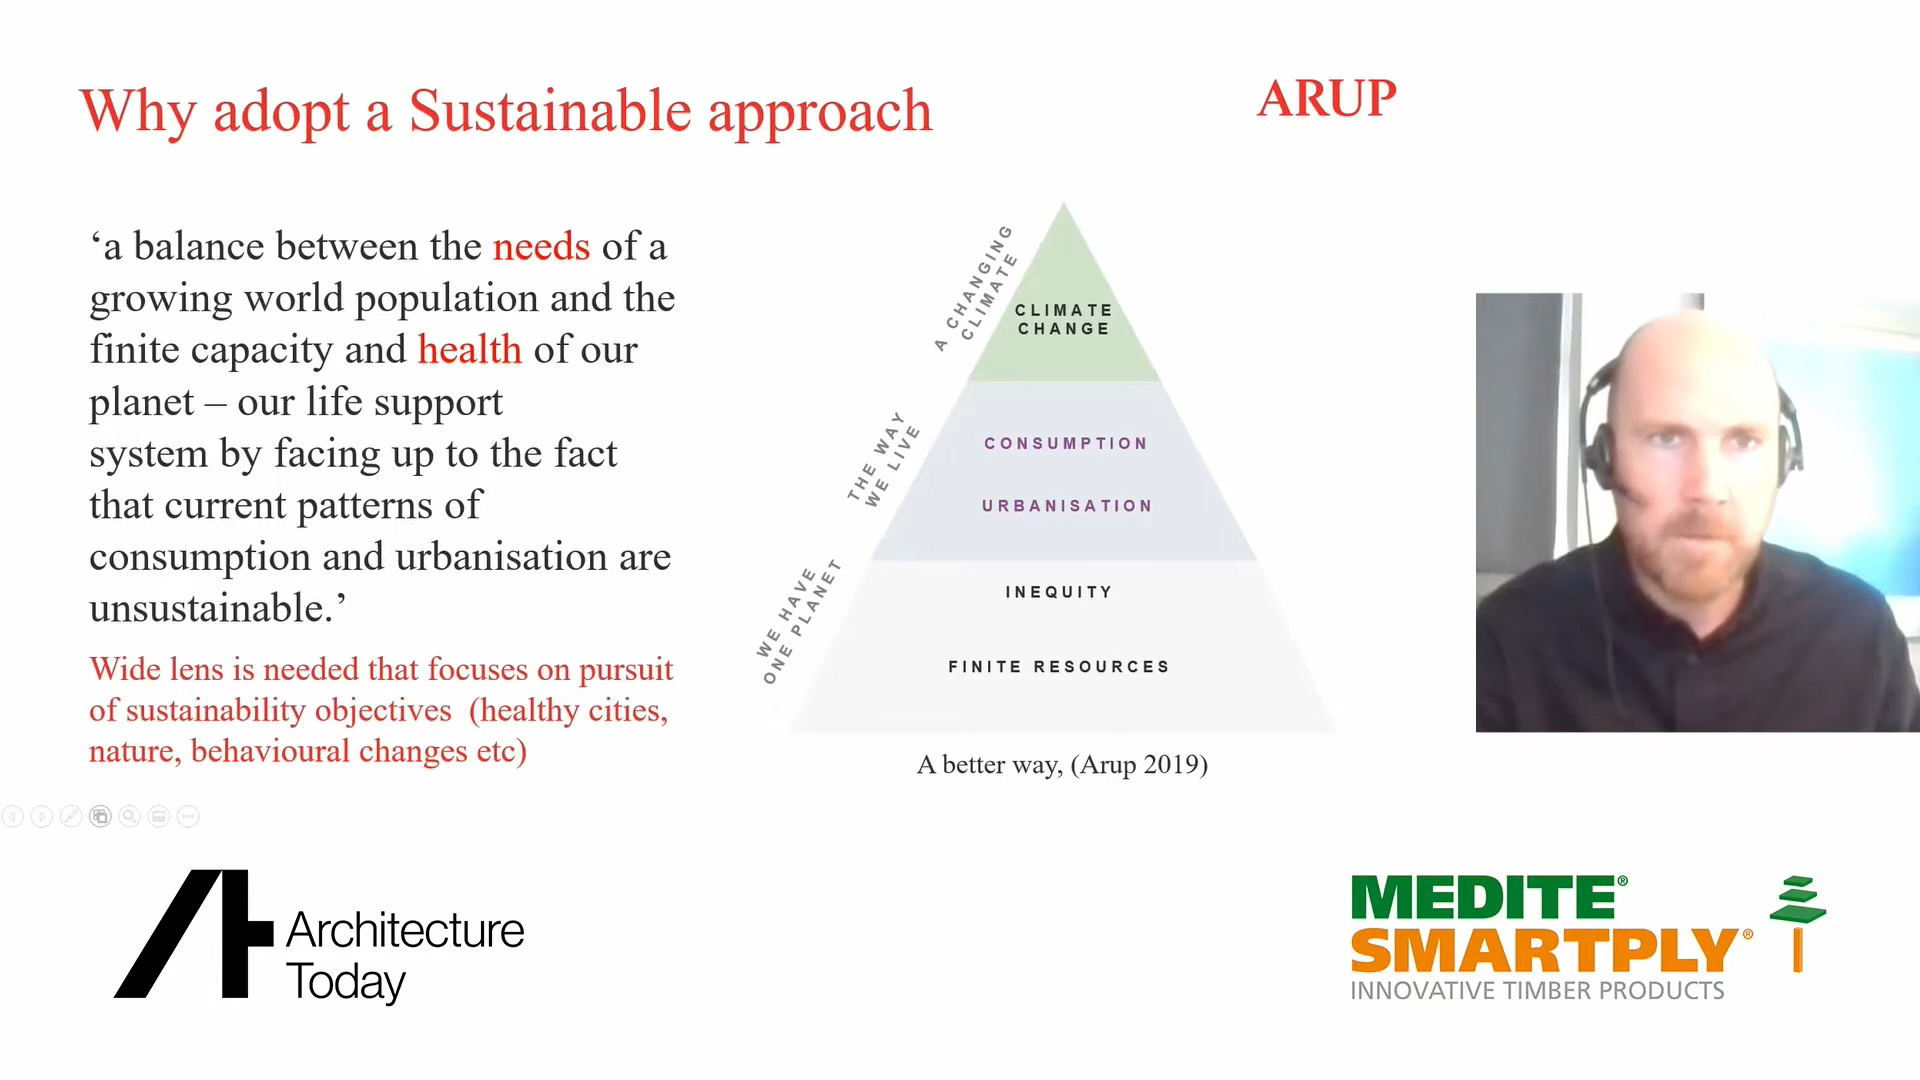 Why adopt a Sustainable approach
ARUP
‘a balance between the needs of a
growing world population and the
finite capacity and health of our
planet – our life support
system by facing up to the fact
that current patterns of
consumption and urbanisation are
unsustainable.’
Wide lens is needed that focuses on pursuit
of sustainability objectives (healthy cities,
nature, behavioural changes etc)
A CHANGING
CLIMATE
CLIMATE
CHANGE
THE WAY
WE LIVE
CONSUMPTION
URBANISATION
WE HAVE
ONE PLANET
INEQUITY
FINITE RESOURCES
A better way, (Arup 2019)
Architecture
Today
MEDITE®
SMARTPLY®
INNOVATIVE TIMBER PRODUCTS